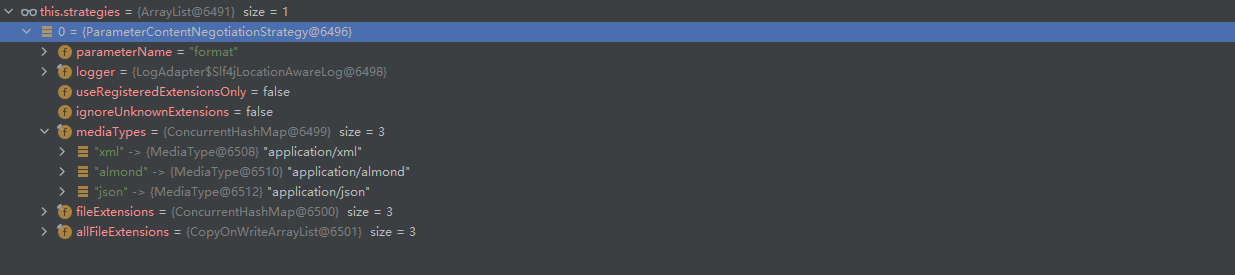 this.strategies = {ArrayList@6491} size = 1
0 = {ParameterContentNegotiationStrategy@6496}
f parameterName = "format"
f logger = {LogAdapter$Slf4jLocationAwareLog@6498}
f useRegisteredExtensionsOnly = false
f ignoreUnknownExtensions = false
f mediaTypes = {ConcurrentHashMap@6499} size = 3
"xml" -> {MediaType@6508} "application/xml"
"almond" -> {MediaType@6510} "application/almond"
"json" -> {MediaType@6512} "application/json"
f fileExtensions = {ConcurrentHashMap@6500} size = 3
f allFileExtensions = {CopyOnWriteArrayList@6501} size = 3